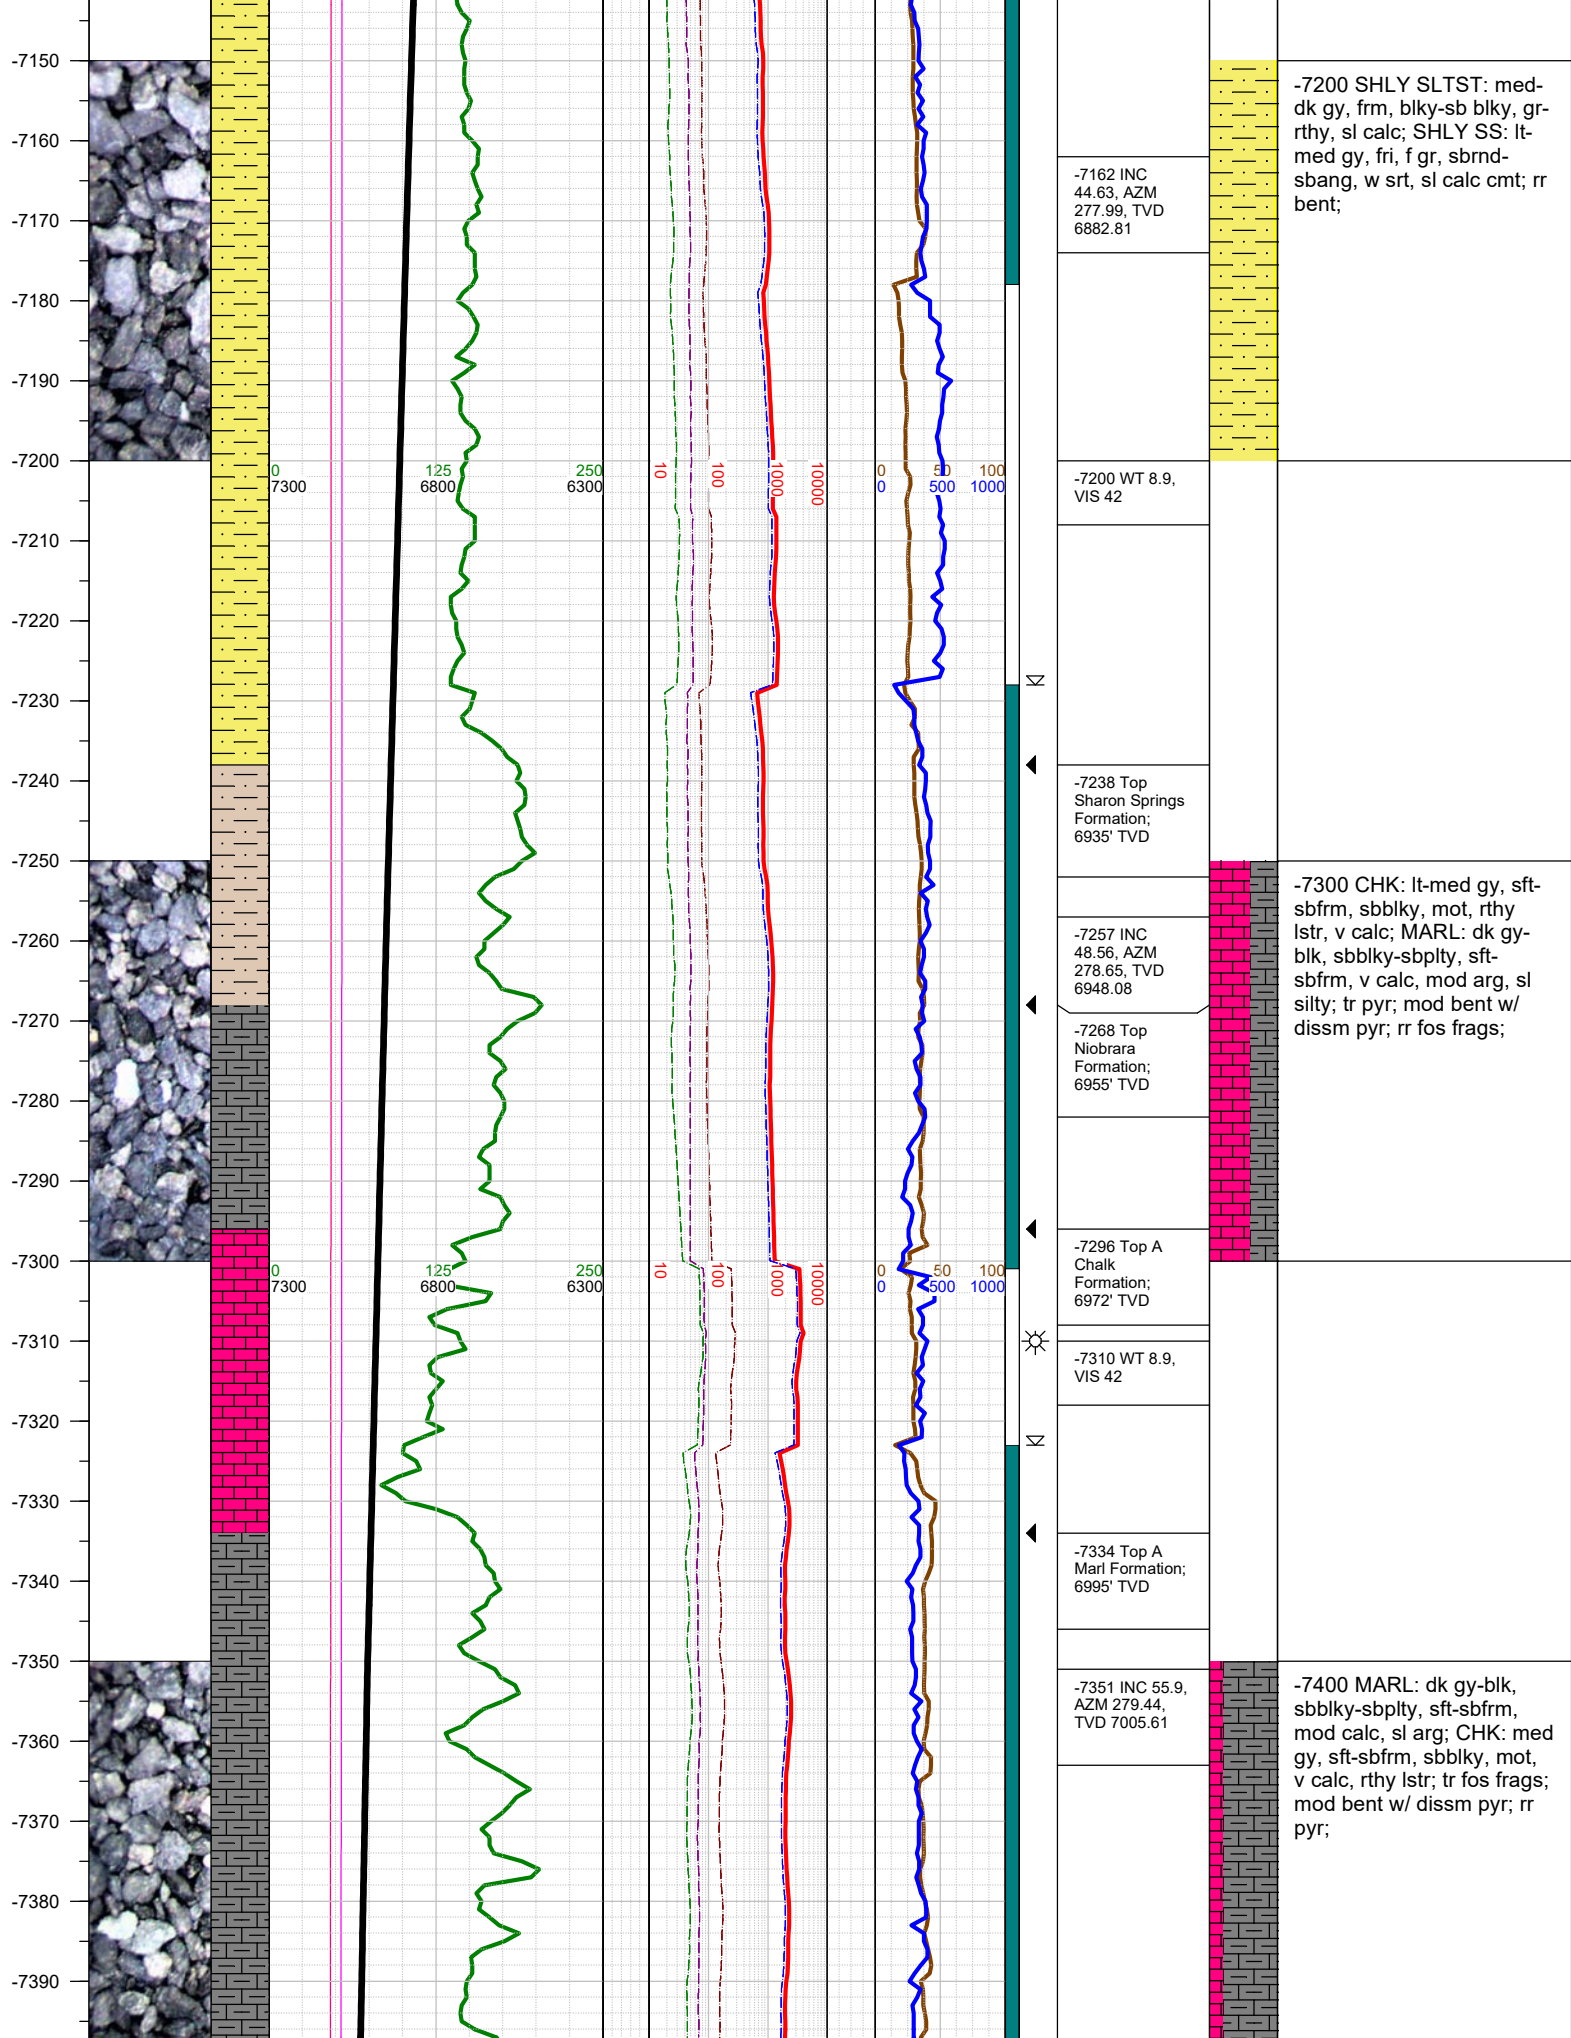 -7150
-7160
-7170
-7180
-7190
-7200
-7210
-7220
-7230
-7240
-7250
-7260
-7270
-7280
-7290
-7300
-7310
-7320
-7330
-7340
-7350
-7360
-7370
-7380
-7390
0 125 250
7300 6800 6300
10 100 1000 10000
0 50 100
0 500 1000
0 125 250
7300 6800 6300
10 100 1000 10000
0 50 100
0 500 1000
-7162 INC
44.63, AZM
277.99, TVD
6882.81
-7200 WT 8.9,
VIS 42
-7238 Top
Sharon Springs
Formation;
6935' TVD
-7257 INC
48.56, AZM
278.65, TVD
6948.08
-7268 Top
Niobrara
Formation;
6955' TVD
-7296 Top A
Chalk
Formation;
6972' TVD
-7310 WT 8.9,
VIS 42
-7334 Top A
Marl Formation;
6995' TVD
-7351 INC 55.9,
AZM 279.44,
TVD 7005.61
-7200 SHLY SLTST: med-
dk gy, frm, blky-sb blky, gr-
rthy, sl calc; SHLY SS: lt-
med gy, fri, f gr, sbrnd-
sbang, w srt, sl calc cmt; rr
bent;
-7300 CHK: lt-med gy, sft-
sbfrm, sbblky, mot, rthy
lstr, v calc; MARL: dk gy-
blk, sbblky-sbplty, sft-
sbfrm, v calc, mod arg, sl
silty; tr pyr; mod bent w/
dissm pyr; rr fos frags;
-7400 MARL: dk gy-blk,
sbblky-sbplty, sft-sbfrm,
mod calc, sl arg; CHK: med
gy, sft-sbfrm, sbblky, mot,
v calc, rthy lstr; tr fos frags;
mod bent w/ dissm pyr; rr
pyr;